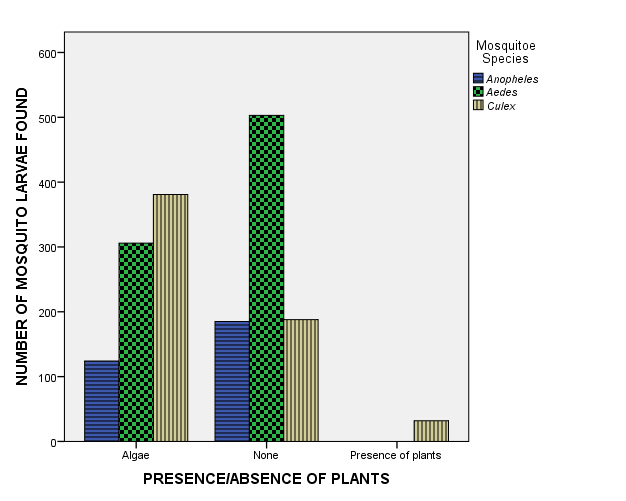 Mosquitoe
Species
Anopheles
Aedes
Culex
NUMBER OF MOSQUITO LARVAE FOUND
600
500
400
300
200
100
0
Algae
None
Presence of plants
PRESENCE/ABSENCE OF PLANTS